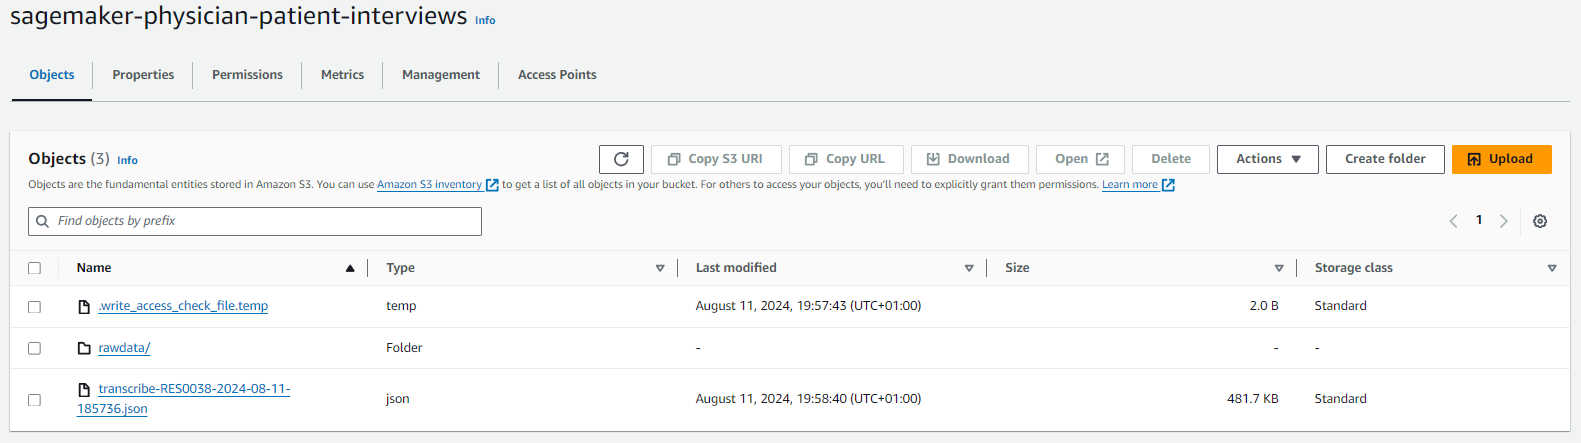 sagemaker-physician-patient-interviews Info
Objects Properties Permissions Metrics Management Access Points
Objects (3) Info Copy S3 URI Copy URL Download Open Delete Actions Create folder Upload
Objects are the fundamental entities stored in Amazon S3. You can use Amazon S3 inventory to get a list of all objects in your bucket. For others to access your objects, you'll need to explicitly grant them permissions. Learn more
Find objects by prefix 1
Name Type Last modified Size Storage class
.write_access_check_file.temp temp August 11, 2024, 19:57:43 (UTC+01:00) 2.0 B Standard
rawdata/ Folder - - -
transcribe-RES0038-2024-08-11-
185736.json json August 11, 2024, 19:58:40 (UTC+01:00) 481.7 KB Standard